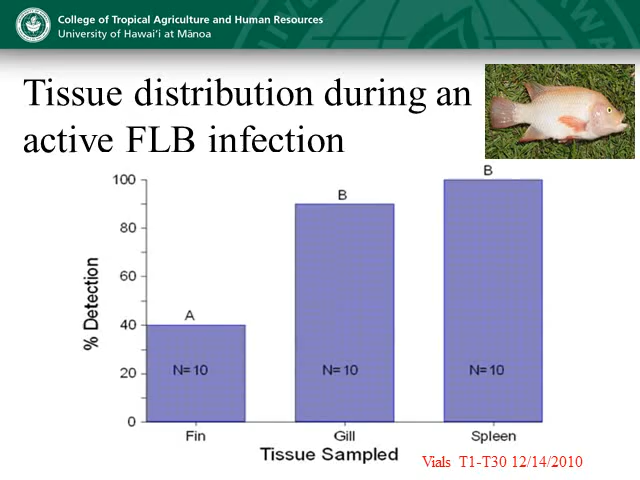 College of Tropical Agriculture and Human Resources
University of Hawai'i at Mānoa
Tissue distribution during an
active FLB infection
% Detection
100
80
60
40
20
0
A
B
B
N=10
N=10
N=10
Fin
Gill
Spleen
Tissue Sampled
Vials T1-T30 12/14/2010